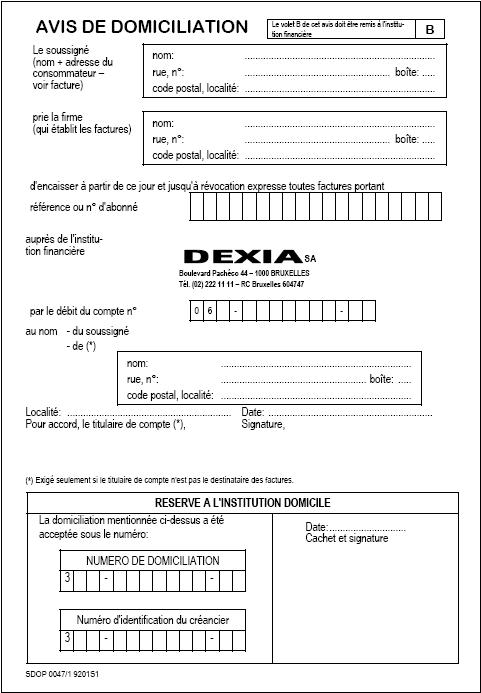 AVIS DE DOMICILIATION
Le volet B de cet avis doit être remis à l'institu-
tion financière
B
Le soussigné
(nom + adresse du
consommateur –
voir facture)
nom: ........................................................................
rue, n°: ....................................................... boîte: .....
code postal, localité: ........................................................................
prie la firme
(qui établit les factures)
nom: ........................................................................
rue, n°: ....................................................... boîte: .....
code postal, localité: ........................................................................
d'encaisser à partir de ce jour et jusqu'à révocation expresse toutes factures portant
référence ou n° d'abonné
auprès de l'institu-
tion financière
DEXIA SA
Boulevard Pachéco 44 – 1000 BRUXELLES
Tél. (02) 222 11 11 – RC Bruxelles 604747
par le débit du compte n° 0 6 - -
au nom - du soussigné
- de (*)
nom: ........................................................................
rue, n°: ....................................................... boîte: .....
code postal, localité: ........................................................................
Localité: .............................................................. Date: ..............................................................
Pour accord, le titulaire de compte (*), Signature,
(*) Exigé seulement si le titulaire de compte n'est pas le destinataire des factures.
RESERVE A L'INSTITUTION DOMICILE
La domiciliation mentionnée ci-dessus a été
acceptée sous le numéro:
NUMERO DE DOMICILIATION
3 - -
Numéro d'identification du créancier
3 - -
Date:.............................
Cachet et signature
SDOP 0047/1 9201S1